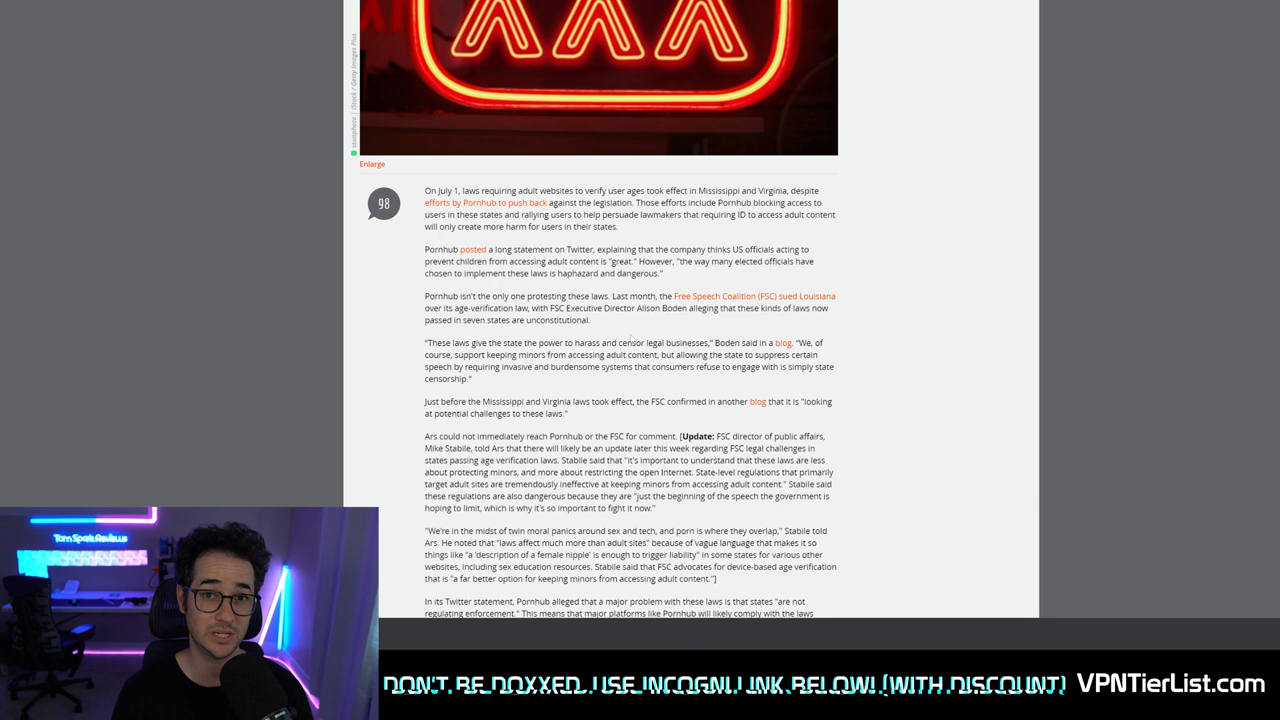 XXX
ssuaphoto | iStock / Getty Images Plus
Enlarge
98
On July 1, laws requiring adult websites to verify user ages took effect in Mississippi and Virginia, despite
efforts by Pornhub to push back against the legislation. Those efforts include Pornhub blocking access to
users in these states and rallying users to help persuade lawmakers that requiring ID to access adult content
will only create more harm for users in their states.
Pornhub posted a long statement on Twitter, explaining that the company thinks US officials acting to
prevent children from accessing adult content is "great." However, "the way many elected officials have
chosen to implement these laws is haphazard and dangerous."
Pornhub isn't the only one protesting these laws. Last month, the Free Speech Coalition (FSC) sued Louisiana
over its age-verification law, with FSC Executive Director Alison Boden alleging that these kinds of laws now
passed in seven states are unconstitutional.
"These laws give the state the power to harass and censor legal businesses," Boden said in a blog. "We, of
course, support keeping minors from accessing adult content, but allowing the state to suppress certain
speech by requiring invasive and burdensome systems that consumers refuse to engage with is simply state
censorship."
Just before the Mississippi and Virginia laws took effect, the FSC confirmed in another blog that it is "looking
at potential challenges to these laws."
Ars could not immediately reach Pornhub or the FSC for comment. [Update: FSC director of public affairs,
Mike Stabile, told Ars that there will likely be an update later this week regarding FSC legal challenges in
states passing age verification laws. Stabile said that "it's important to understand that these laws are less
about protecting minors, and more about restricting the open Internet. State-level regulations that primarily
target adult sites are tremendously ineffective at keeping minors from accessing adult content." Stabile said
these regulations are also dangerous because they are "just the beginning of the speech the government is
hoping to limit, which is why it's so important to fight it now."
"We're in the midst of twin moral panics around sex and tech, and porn is where they overlap," Stabile told
Ars. He noted that "laws affect much more than adult sites" because of vague language that makes it so
things like "a 'description of a female nipple' is enough to trigger liability" in some states for various other
websites, including sex education resources. Stabile said that FSC advocates for device-based age verification
that is "a far better option for keeping minors from accessing adult content."]
In its Twitter statement, Pornhub alleged that a major problem with these laws is that states "are not
regulating enforcement." This means that major platforms like Pornhub will likely comply with the laws
Tom Spark Reviews
DON'T BE DOXXED. USE INCOGNI LINK BELOW! (WITH DISCOUNT) VPNTierList.com